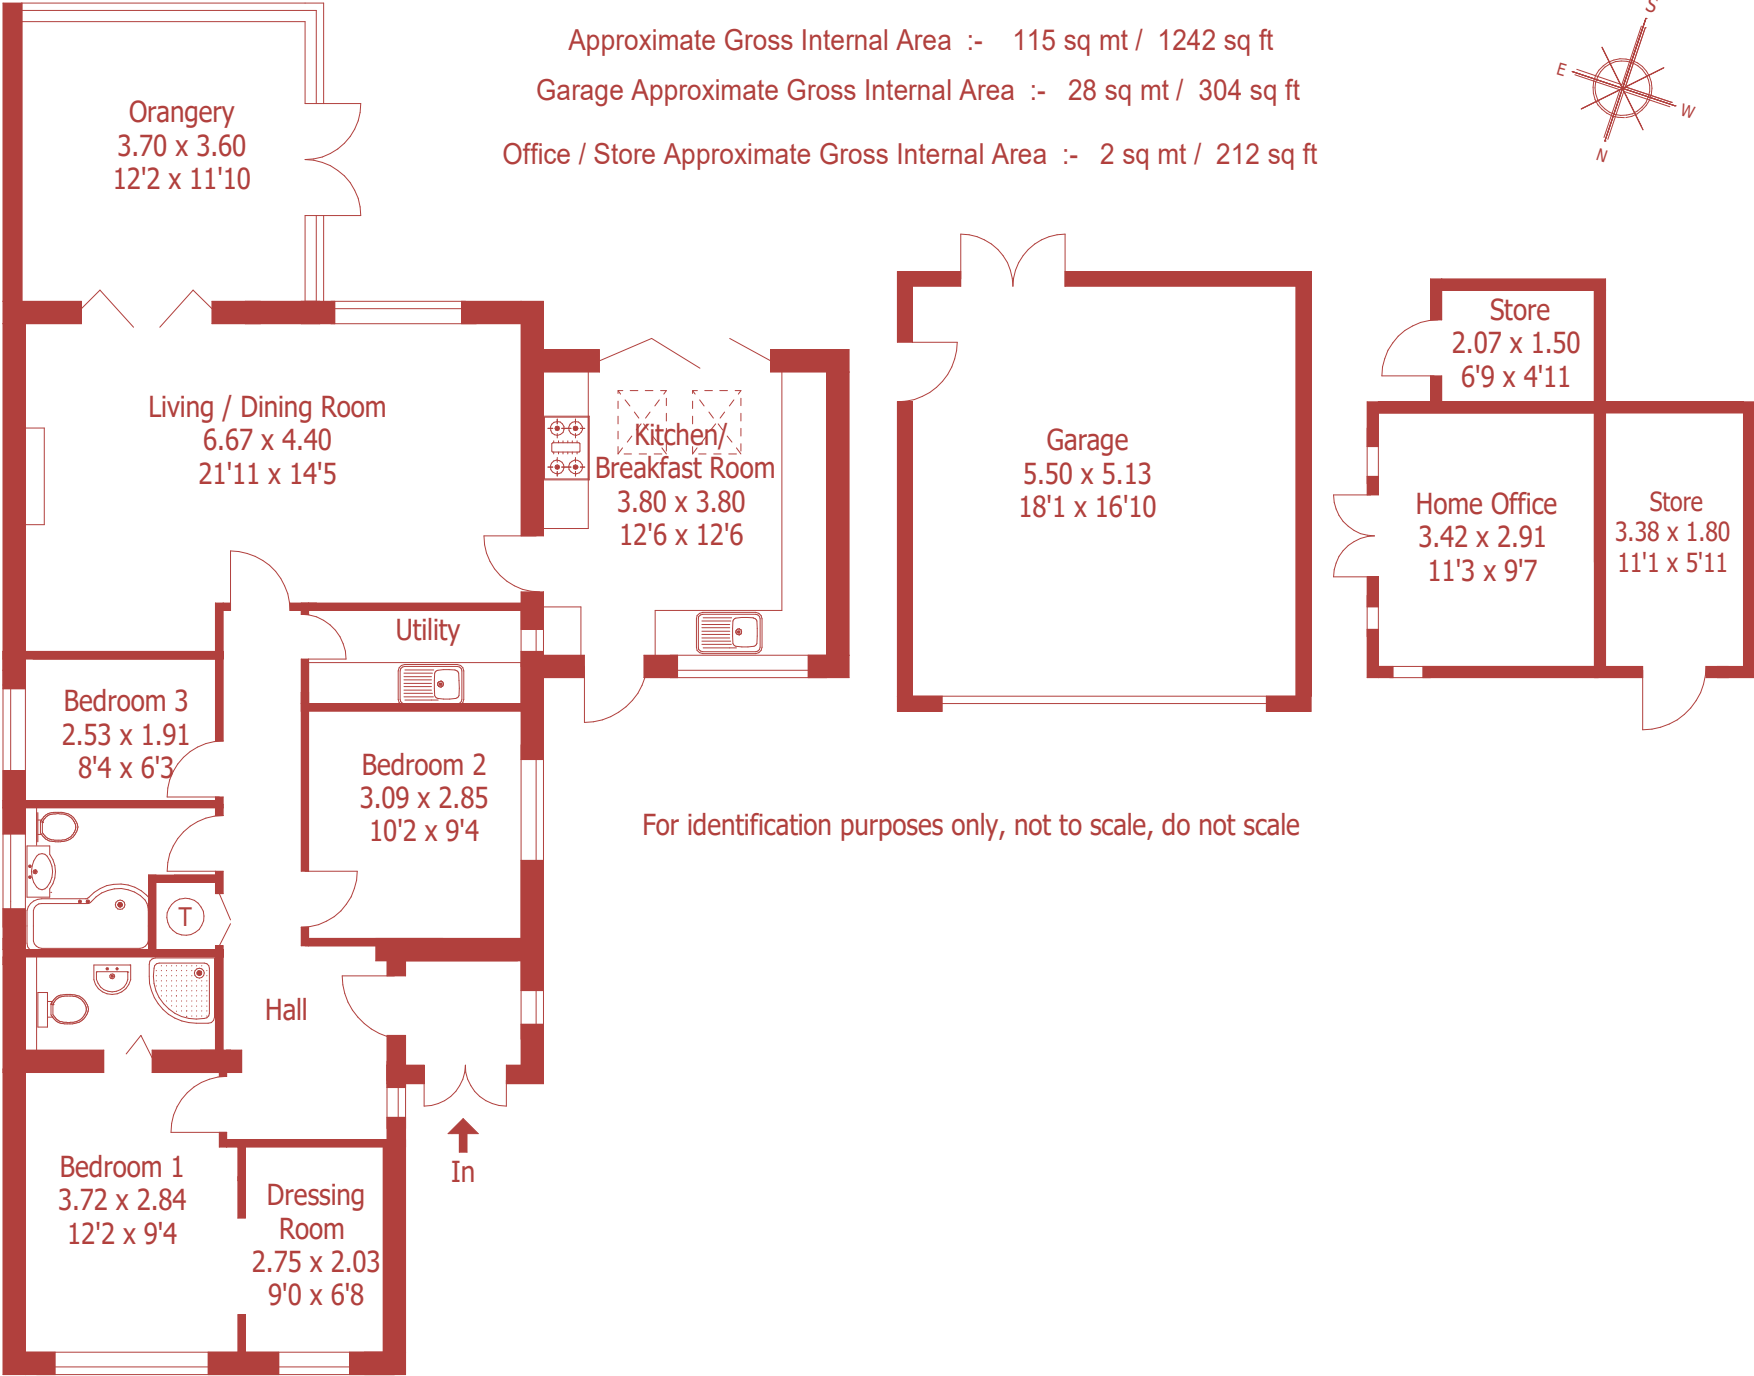 Approximate Gross Internal Area :- 115 sq mt / 1242 sq ft
Garage Approximate Gross Internal Area :- 28 sq mt / 304 sq ft
Office / Store Approximate Gross Internal Area :- 2 sq mt / 212 sq ft
S
E
W
N
Orangery
3.70 x 3.60
12'2 x 11'10
Living / Dining Room
6.67 x 4.40
21'11 x 14'5
Kitchen/
Breakfast Room
3.80 x 3.80
12'6 x 12'6
Garage
5.50 x 5.13
18'1 x 16'10
Store
2.07 x 1.50
6'9 x 4'11
Home Office
3.42 x 2.91
11'3 x 9'7
Store
3.38 x 1.80
11'1 x 5'11
Utility
Bedroom 3
2.53 x 1.91
8'4 x 6'3
Bedroom 2
3.09 x 2.85
10'2 x 9'4
For identification purposes only, not to scale, do not scale
T
Hall
In
Bedroom 1
3.72 x 2.84
12'2 x 9'4
Dressing
Room
2.75 x 2.03
9'0 x 6'8